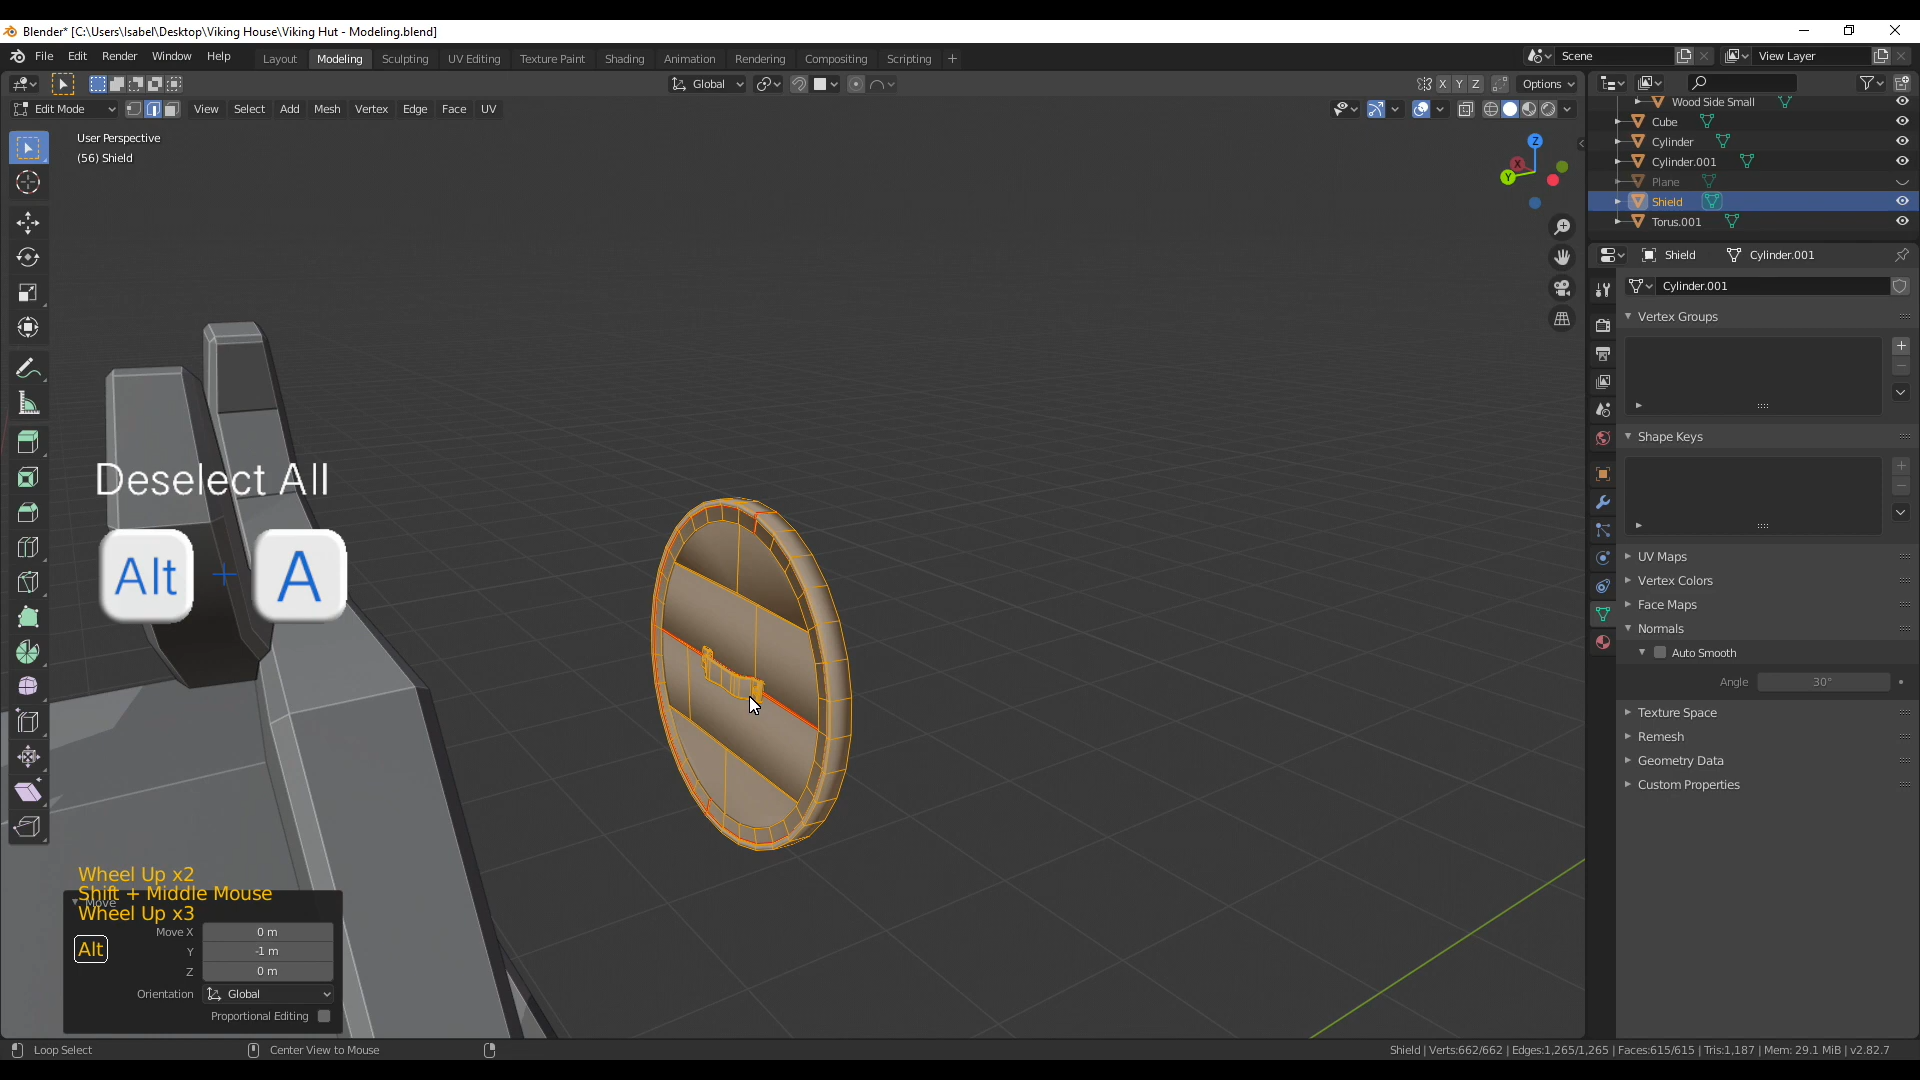 Blender* [C:\Users\Isabel\Desktop\Viking House\Viking Hut - Modeling.blend]
File Edit Render Window Help Layout Modeling Sculpting UV Editing Texture Paint Shading Animation Rendering Compositing Scripting + Scene View Layer
Global X Y Z Options
Edit Mode View Select Add Mesh Vertex Edge Face UV
User Perspective
(56) Shield
Z
X
Y
Wood Side Small
Cube
Cylinder
Cylinder.001
Plane
Shield
Torus.001
Shield Cylinder.001
Cylinder.001
Vertex Groups
Shape Keys
UV Maps
Vertex Colors
Face Maps
Normals
Auto Smooth
Angle 30°
Texture Space
Remesh
Geometry Data
Custom Properties
Deselect All
Alt + A
Wheel Up x2
Shift + Middle Mouse
Move
Wheel Up x3
Alt
Move X 0 m
Y -1 m
Z 0 m
Orientation Global
Proportional Editing
Loop Select Center View to Mouse Shield | Verts:662/662 | Edges:1,265/1,265 | Faces:615/615 | Tris:1,187 | Mem: 29.1 MiB | v2.82.7